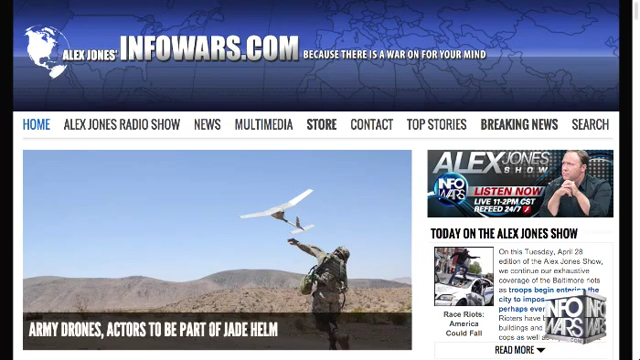 ALEX JONES' INFOWARS.COM BECAUSE THERE IS A WAR ON FOR YOUR MIND
HOME ALEX JONES RADIO SHOW NEWS MULTIMEDIA STORE CONTACT TOP STORIES BREAKING NEWS SEARCH
ARMY DRONES, ACTORS TO BE PART OF JADE HELM
ALEX JONES
SHOW
INFO
WARS
LISTEN NOW
LIVE 11-2PM CST
REFEED 24/7
TODAY ON THE ALEX JONES SHOW
On this Tuesday, April 28
edition of the Alex Jones Show,
we continue our exhaustive
coverage of the Baltimore riots
as troops begin entering the
city to
perhaps
Rioters have
buildings and
cops as well
Race Riots:
America
Could Fall
READ MORE
INFO
WARS